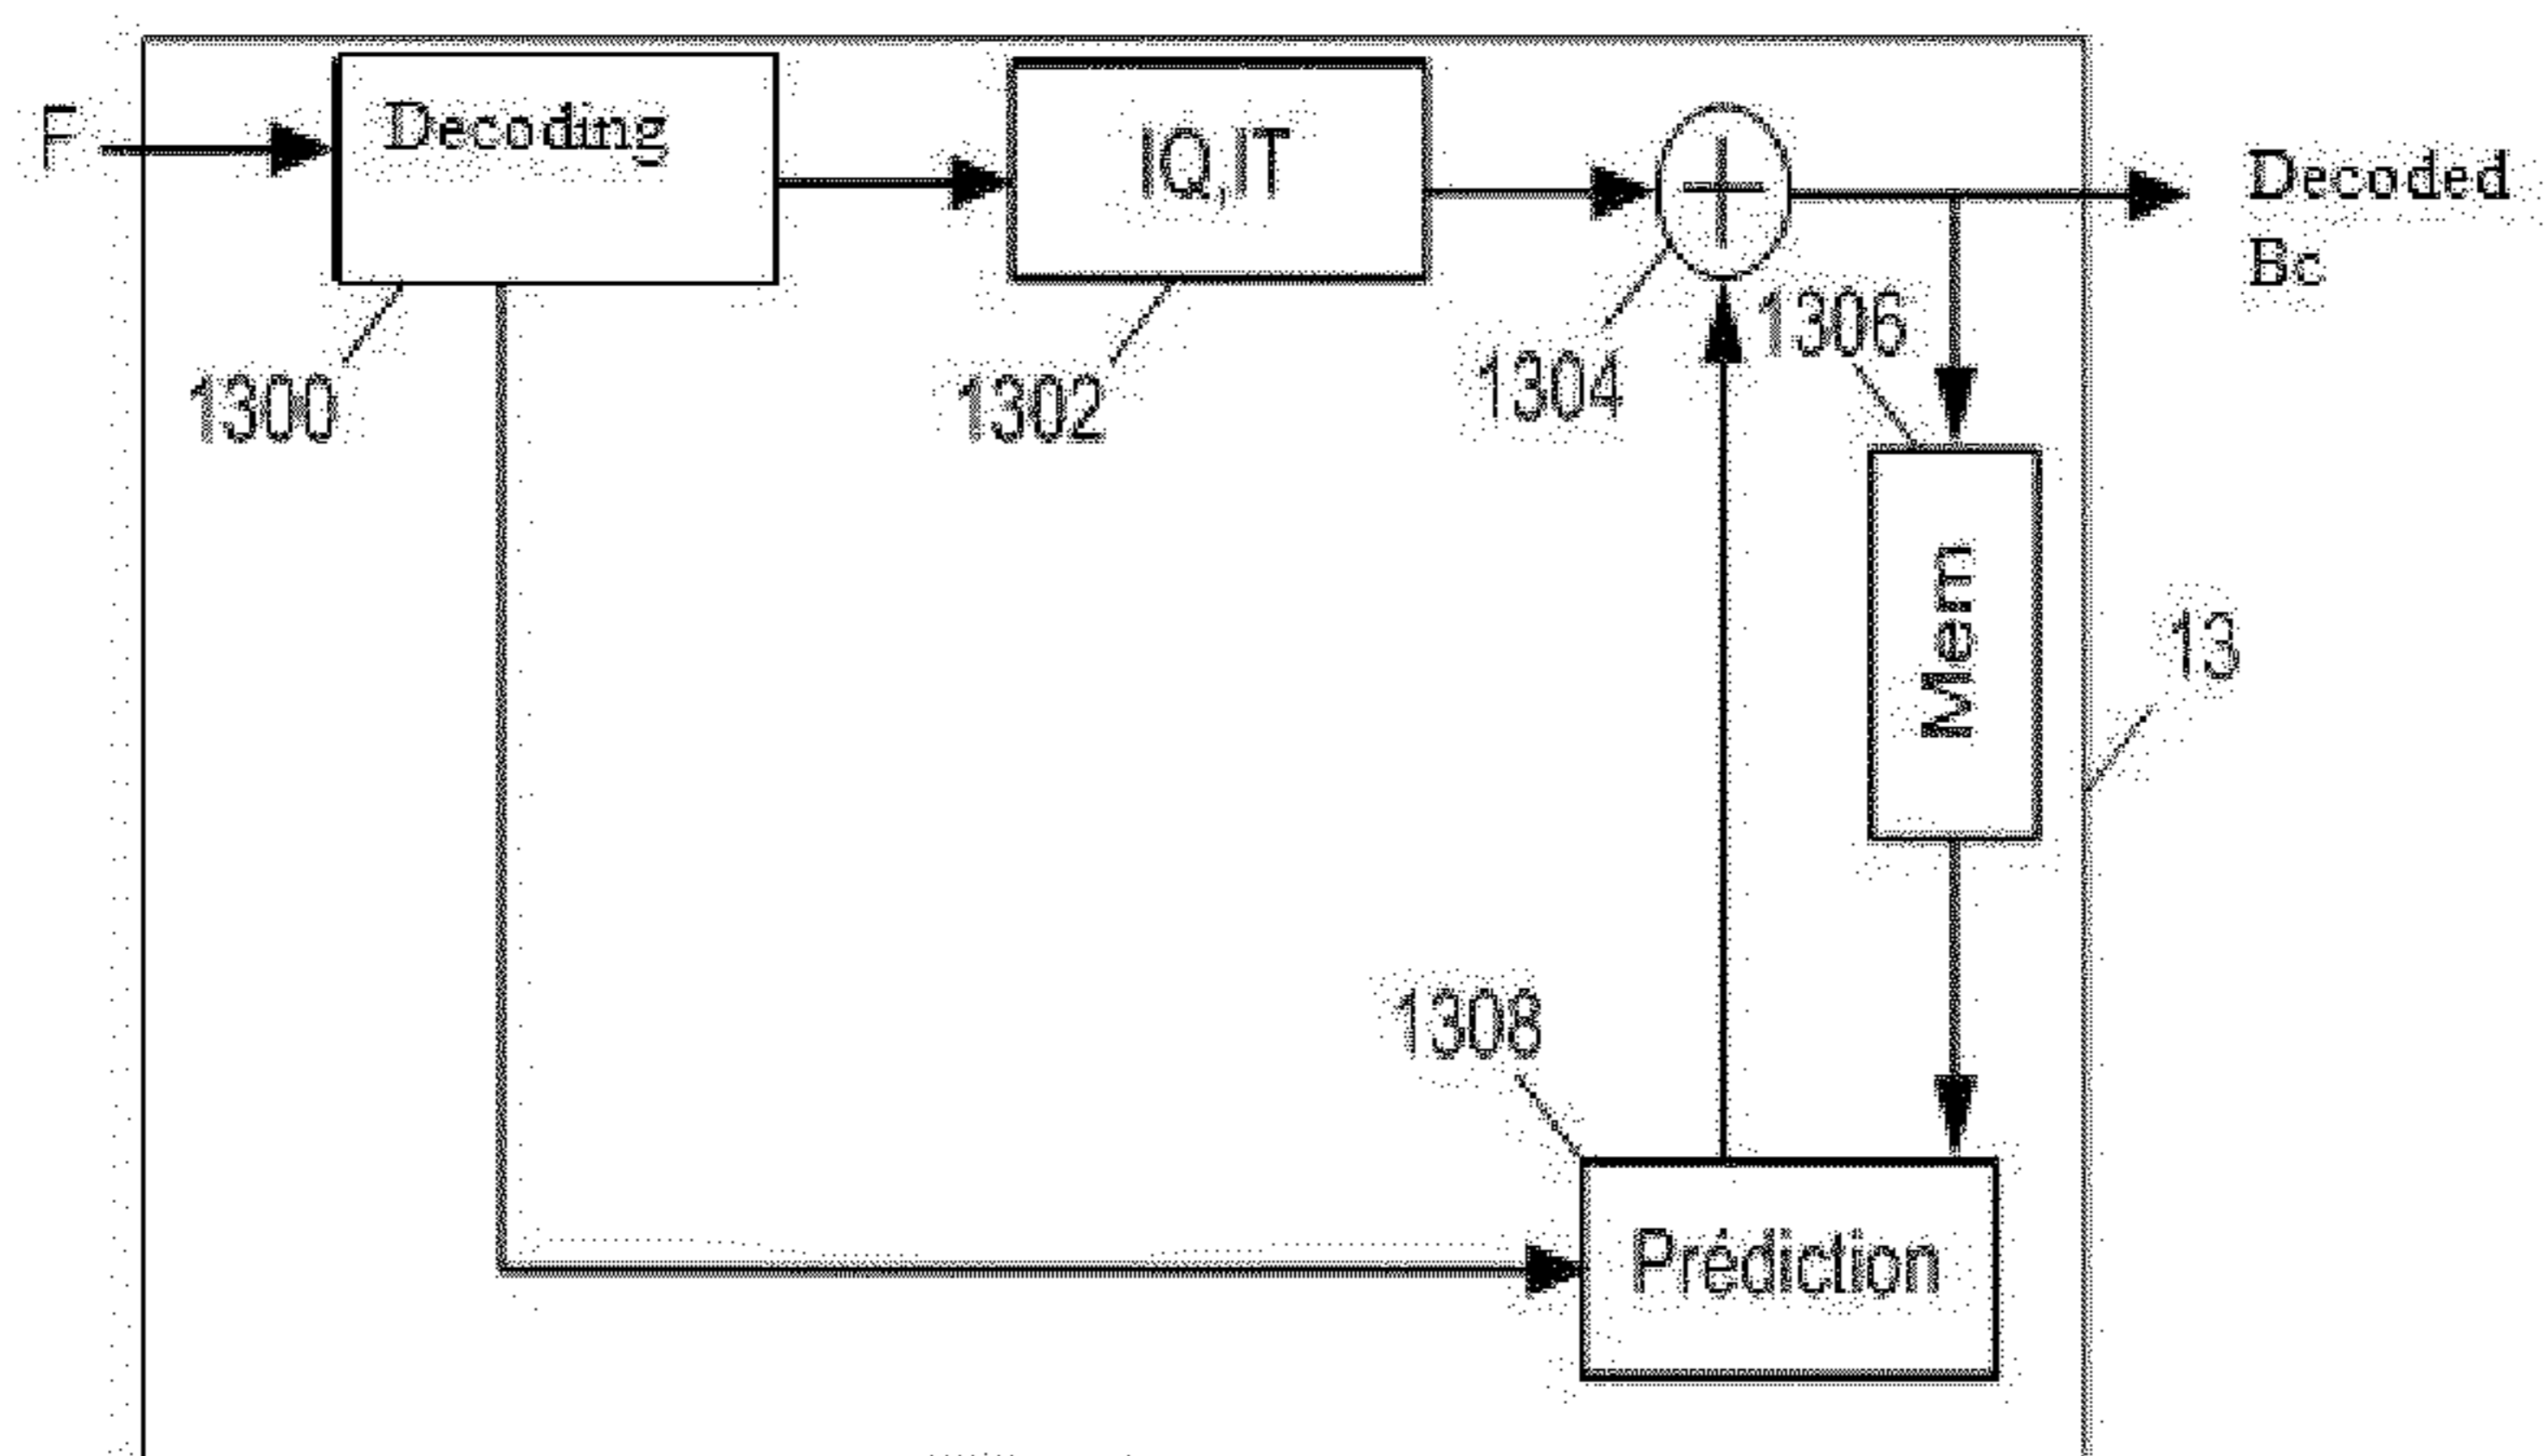 F
Decoding
IQ,IT
Decoded
Bc
1300
1302
1304
1306
Mem
13
1308
Prédiction